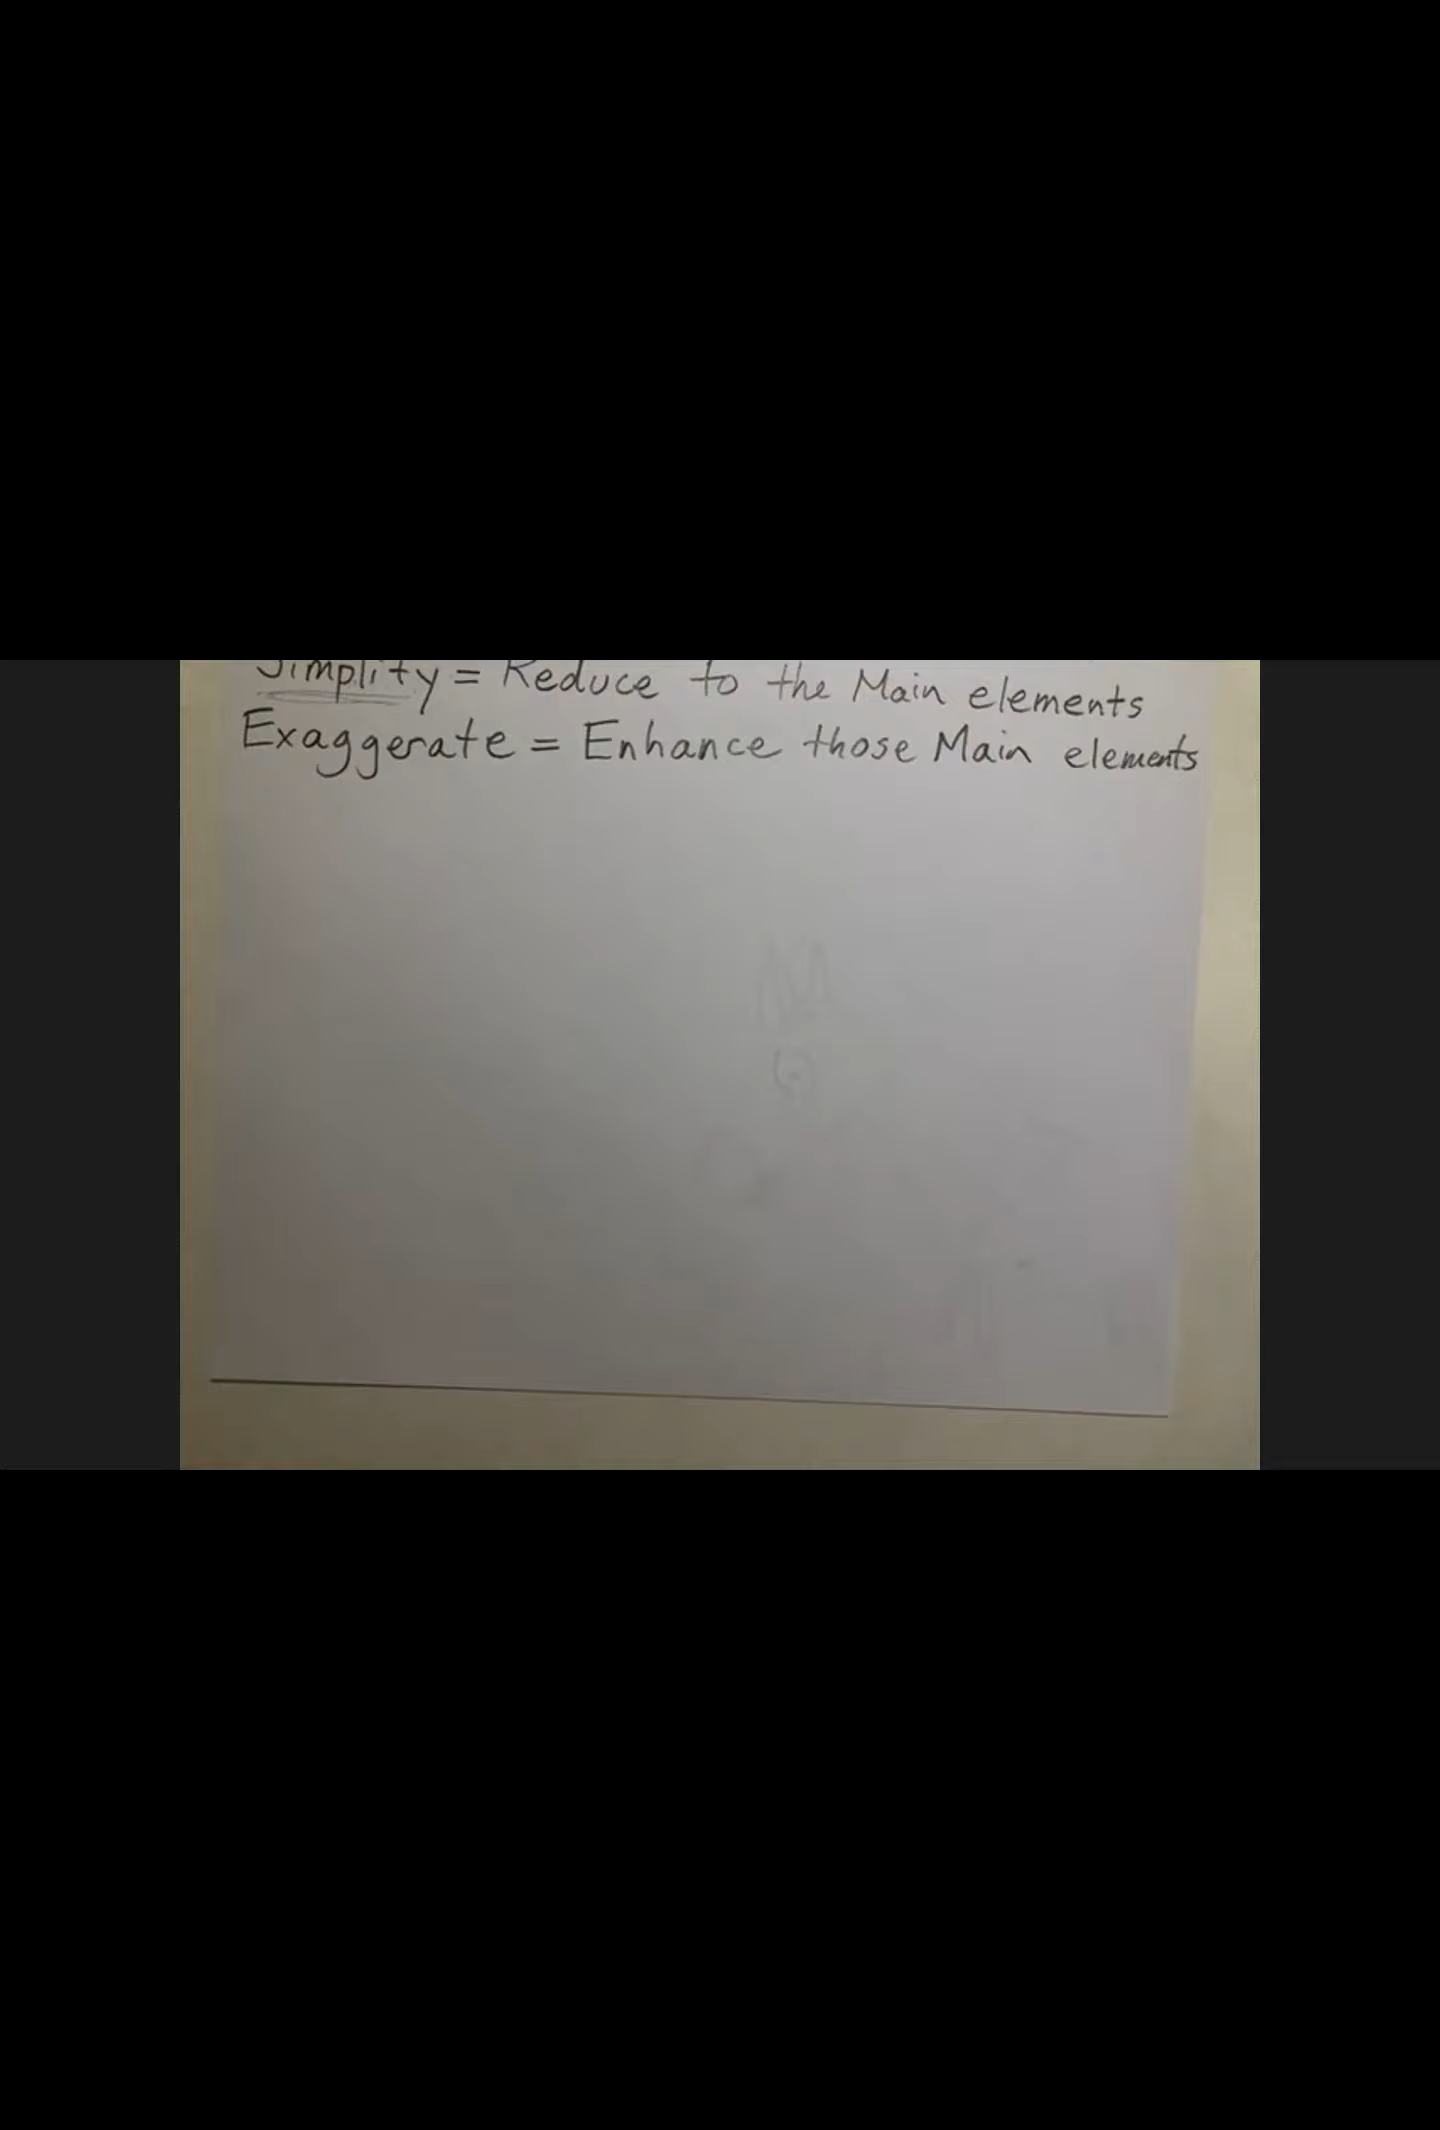 Simplify = Reduce to the Main elements
Exaggerate = Enhance those Main elements